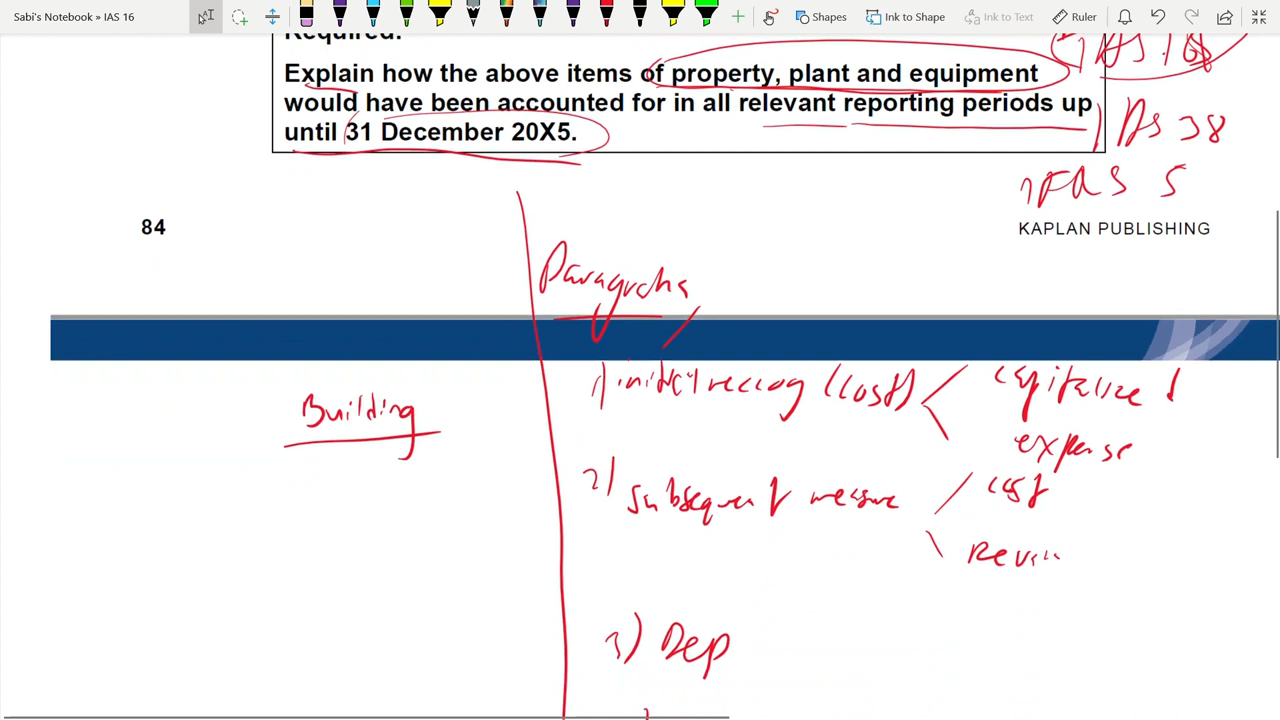 Sabi's Notebook » IAS 16
Shapes
Ink to Shape
Ink to Text
Ruler
Required:
Explain how the above items of property, plant and equipment
would have been accounted for in all relevant reporting periods up
until 31 December 20X5.
IAS 16
IAS 38
IFRS 5
84
KAPLAN PUBLISHING
Paragraphs
1) initial recog (cost)
capitalize
expense
Building
2) subsequent measure
cost
Reval
3) Dep